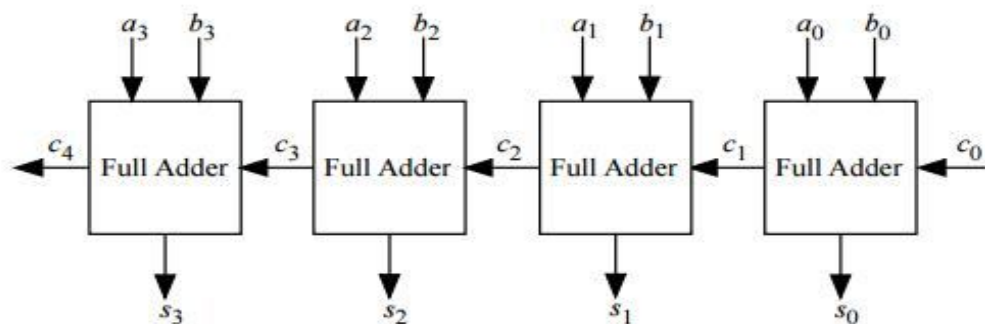 a3 b3 a2 b2 a1 b1 a0 b0
c4 Full Adder c3 Full Adder c2 Full Adder c1 Full Adder c0
s3 s2 s1 s0